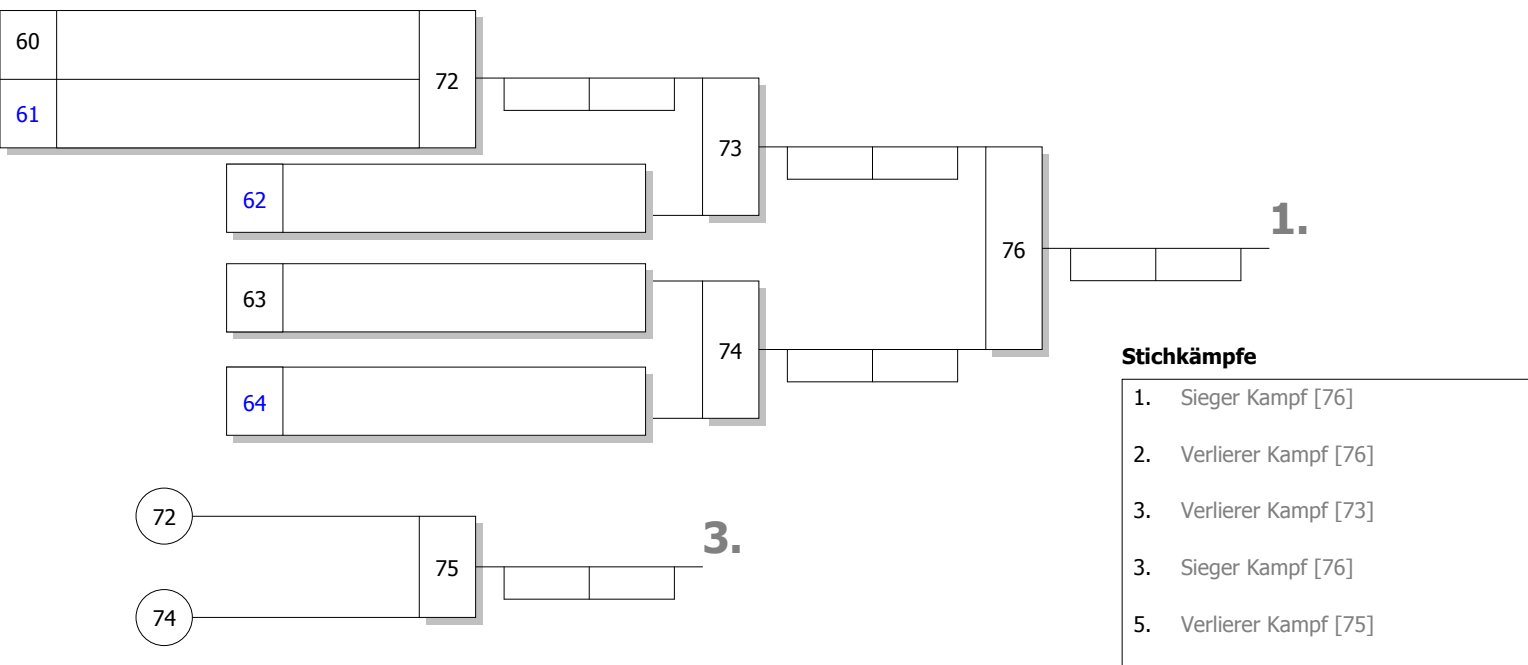 60
72
61
73
62
1.
76
63
74
64
Stichkämpfe
1. Sieger Kampf [76]
2. Verlierer Kampf [76]
3. Verlierer Kampf [73]
3. Sieger Kampf [76]
5. Verlierer Kampf [75]
72
3.
75
74